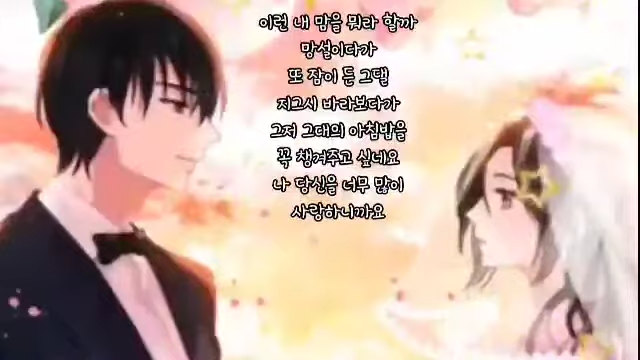 이런 내 맘을 뭐라 할까
망설이다가
또 잠이 든 그댈
지그시 바라보다가
그저 그대의 아침밥을
꼭 챙겨주고 싶네요
나 당신을 너무 많이
사랑하니까요